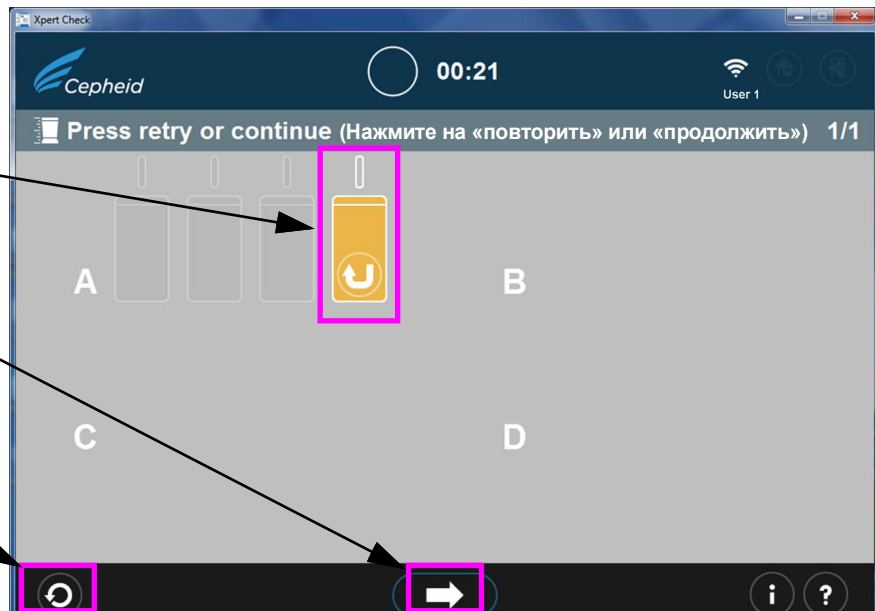 Xpert Check
Cepheid
00:21
User 1
Press retry or continue (Нажмите на «повторить» или «продолжить») 1/1
A
B
C
D
i ?